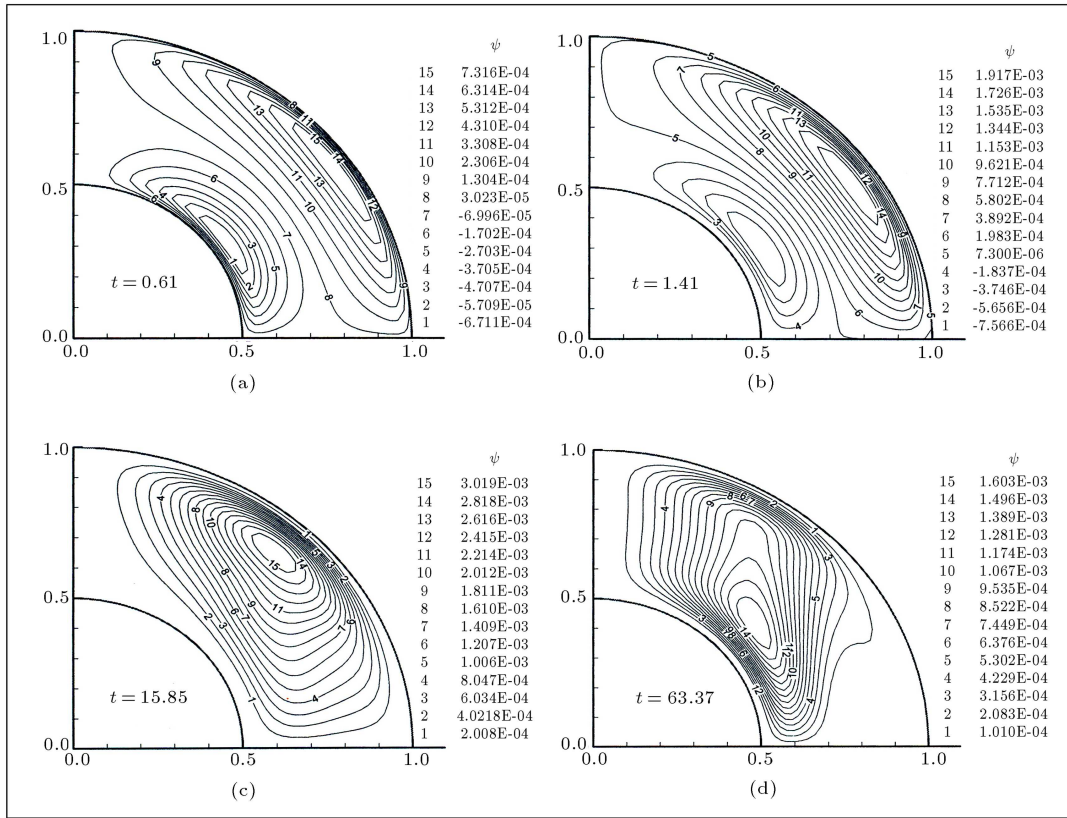 1.0
0.5
0.0
0.0 0.5 1.0
t = 0.61
ψ
15 7.316E-04
14 6.314E-04
13 5.312E-04
12 4.310E-04
11 3.308E-04
10 2.306E-04
9 1.304E-04
8 3.023E-05
7 -6.996E-05
6 -1.702E-04
5 -2.703E-04
4 -3.705E-04
3 -4.707E-04
2 -5.709E-05
1 -6.711E-04
(a)
1.0
0.5
0.0
0.0 0.5 1.0
t = 1.41
ψ
15 1.917E-03
14 1.726E-03
13 1.535E-03
12 1.344E-03
11 1.153E-03
10 9.621E-04
9 7.712E-04
8 5.802E-04
7 3.892E-04
6 1.983E-04
5 7.300E-06
4 -1.837E-04
3 -3.746E-04
2 -5.656E-04
1 -7.566E-04
(b)
1.0
0.5
0.0
0.0 0.5 1.0
t = 15.85
ψ
15 3.019E-03
14 2.818E-03
13 2.616E-03
12 2.415E-03
11 2.214E-03
10 2.012E-03
9 1.811E-03
8 1.610E-03
7 1.409E-03
6 1.207E-03
5 1.006E-03
4 8.047E-04
3 6.034E-04
2 4.0218E-04
1 2.008E-04
(c)
1.0
0.5
0.0
0.0 0.5 1.0
t = 63.37
ψ
15 1.603E-03
14 1.496E-03
13 1.389E-03
12 1.281E-03
11 1.174E-03
10 1.067E-03
9 9.535E-04
8 8.522E-04
7 7.449E-04
6 6.376E-04
5 5.302E-04
4 4.229E-04
3 3.156E-04
2 2.083E-04
1 1.010E-04
(d)